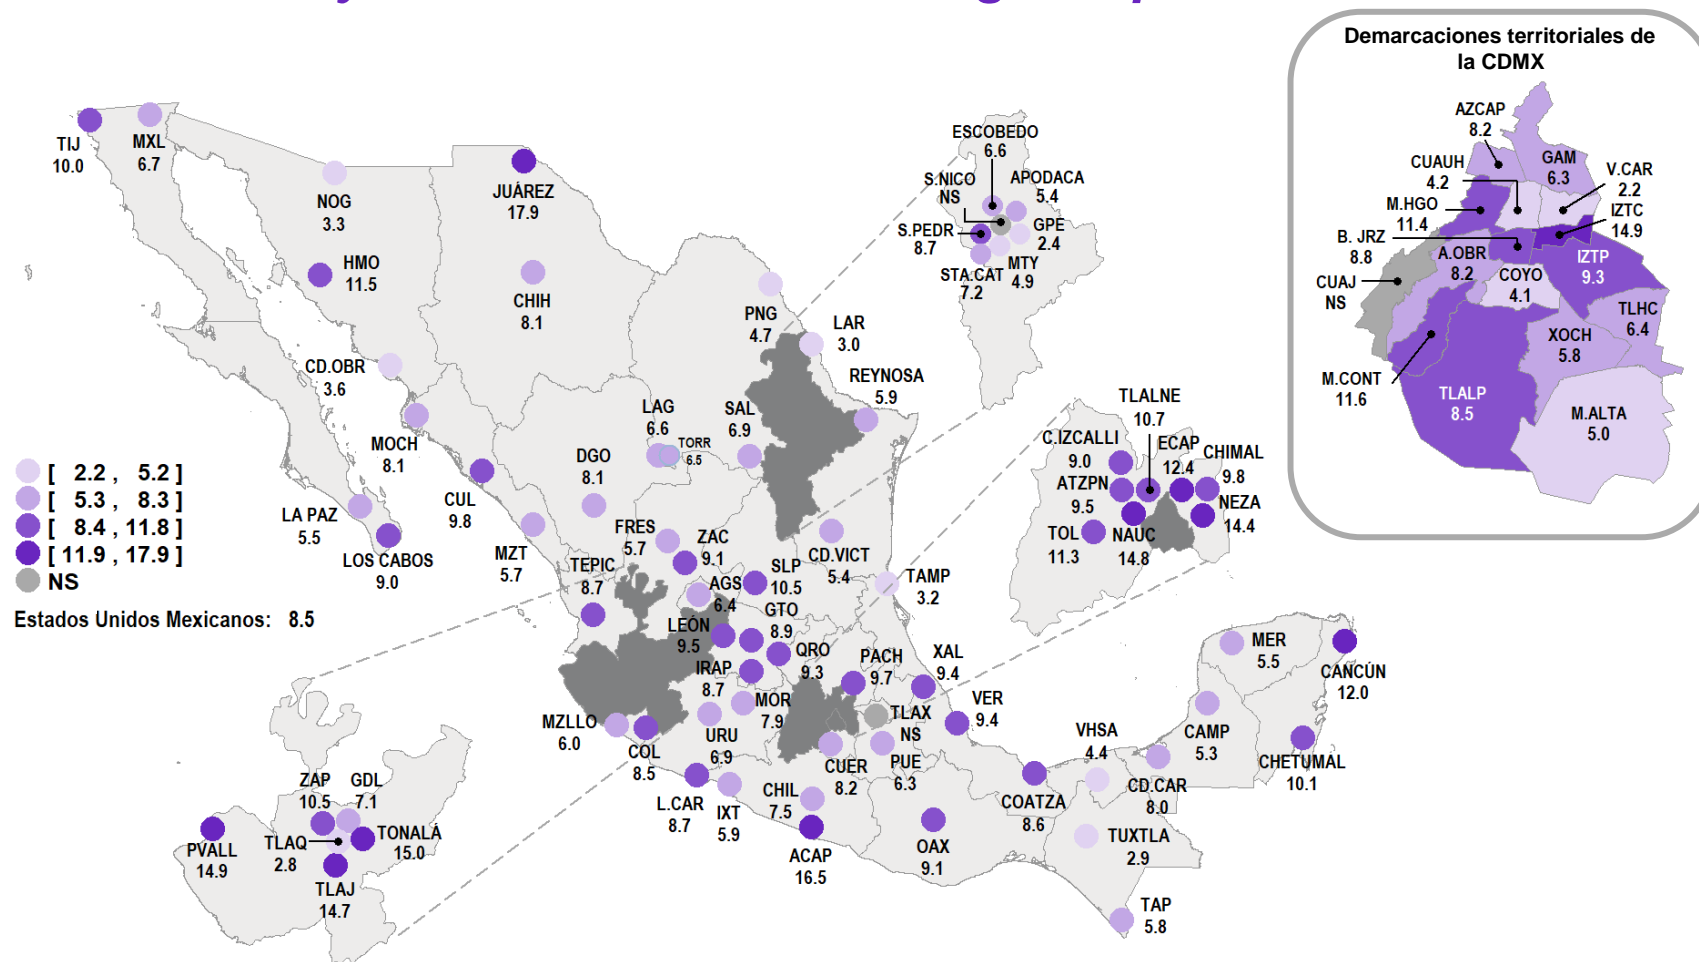 Demarcaciones territoriales de
la CDMX
AZCAP
8.2
CUAUH
4.2
GAM
6.3
V.CAR
2.2
M.HGO
11.4
IZTC
14.9
B. JRZ
8.8
A.OBR
8.2
IZTP
9.3
CUAJ
NS
COYO
4.1
TLHC
6.4
XOCH
5.8
M.CONT
11.6
TLALP
8.5
M.ALTA
5.0
TIJ
10.0
MXL
6.7
NOG
3.3
JUÁREZ
17.9
HMO
11.5
CHIH
8.1
CD.OBR
3.6
PNG
4.7
LAR
3.0
REYNOSA
5.9
ESCOBEDO
6.6
S.NICO
NS
APODACA
5.4
S.PEDR
8.7
GPE
2.4
STA.CAT
7.2
MTY
4.9
MOCH
8.1
LAG
6.6
TORR
6.5
SAL
6.9
DGO
8.1
CUL
9.8
LA PAZ
5.5
LOS CABOS
9.0
MZT
5.7
FRES
5.7
ZAC
9.1
CD.VICT
5.4
TEPIC
8.7
AGS
6.4
SLP
10.5
TAMP
3.2
TLALNE
10.7
C.IZCALLI
9.0
ECAP
12.4
CHIMAL
9.8
ATZPN
9.5
NEZA
14.4
TOL
11.3
NAUC
14.8
[ 2.2 , 5.2 ]
[ 5.3 , 8.3 ]
[ 8.4 , 11.8 ]
[ 11.9 , 17.9 ]
NS
Estados Unidos Mexicanos: 8.5
LEÓN
9.5
GTO
8.9
IRAP
8.7
QRO
9.3
PACH
9.7
XAL
9.4
MZLLO
6.0
COL
8.5
URU
6.9
MOR
7.9
TLAX
NS
VER
9.4
CUER
8.2
PUE
6.3
L.CAR
8.7
IXT
5.9
CHIL
7.5
ACAP
16.5
OAX
9.1
COATZA
8.6
VHSA
4.4
CD.CAR
8.0
CAMP
5.3
MER
5.5
CANCÚN
12.0
CHETUMAL
10.1
TUXTLA
2.9
TAP
5.8
ZAP
10.5
GDL
7.1
PVALL
14.9
TLAQ
2.8
TONALÁ
15.0
TLAJ
14.7